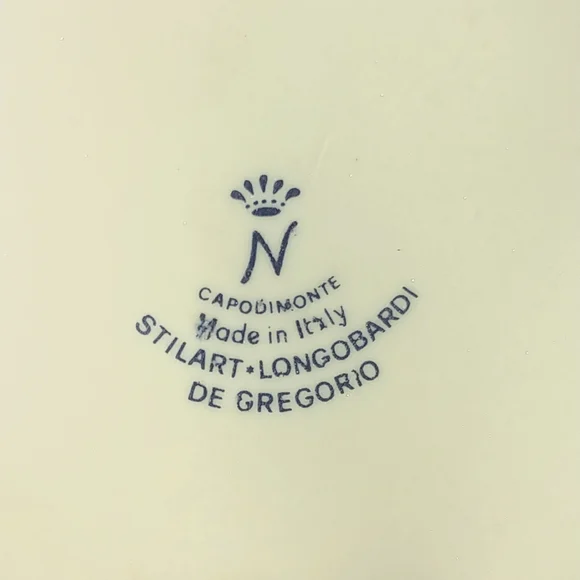 N
CAPODIMONTE
Made in Italy
STILART*LONGOBARDI
DE GREGORIO